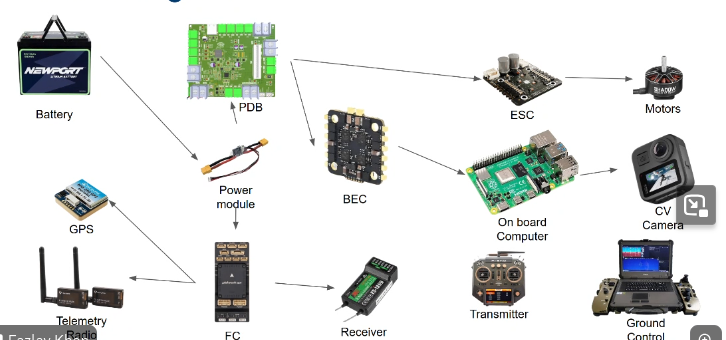 NEWPORT
Battery
PDB
ESC
Motors
Power
module
BEC
On board
Computer
CV
Camera
GPS
Telemetry
Radio
FC
Receiver
Transmitter
Ground
Control